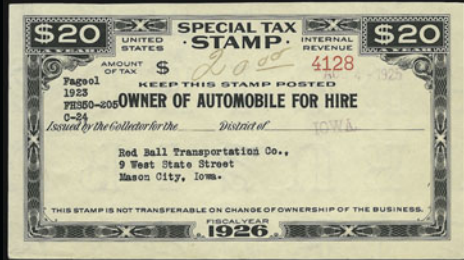 $20 UNITED STATES SPECIAL TAX STAMP INTERNAL REVENUE $20
AMOUNT OF TAX $ 20 00 4128
KEEP THIS STAMP POSTED
Fageol
1923
FHS50-205 OWNER OF AUTOMOBILE FOR HIRE
C-24
Issued by the Collector for the District of IOWA
Red Ball Transportation Co.,
9 West State Street
Mason City, Iowa.
THIS STAMP IS NOT TRANSFERABLE ON CHANGE OF OWNERSHIP OF THE BUSINESS.
FISCAL YEAR
1926